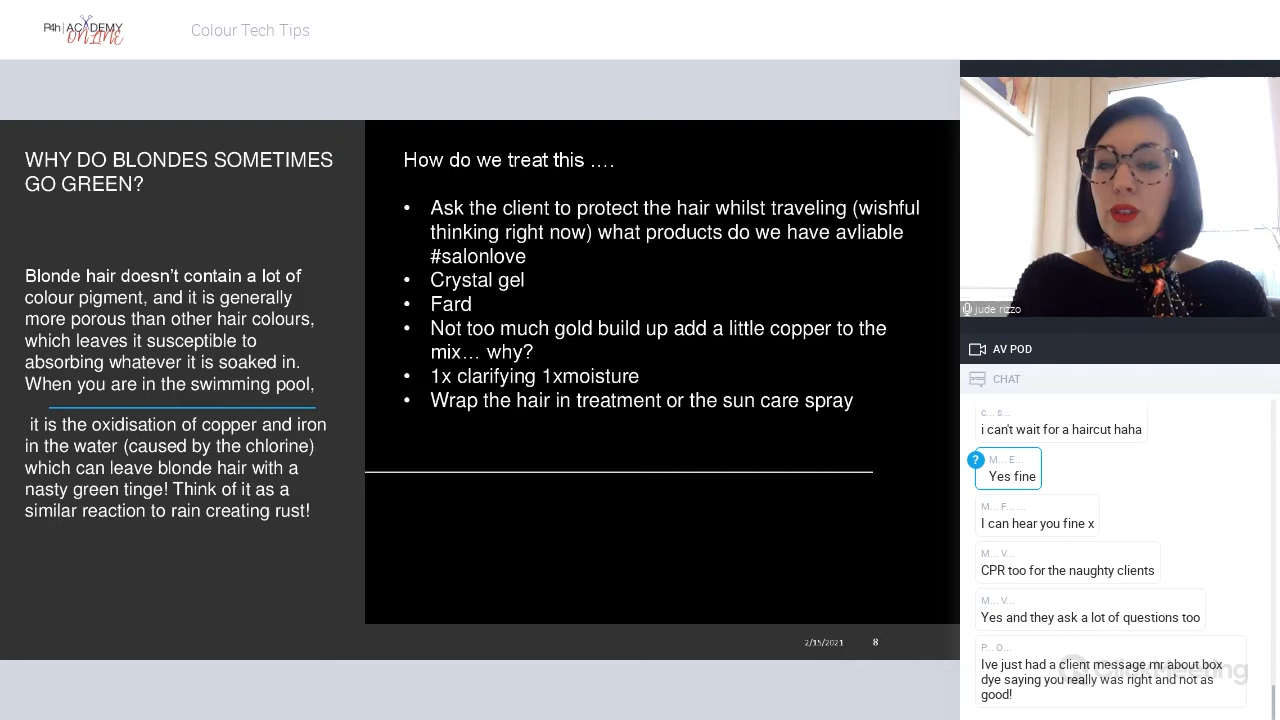 P4h | ACADEMY
ONLINE
Colour Tech Tips
WHY DO BLONDES SOMETIMES
GO GREEN?
Blonde hair doesn't contain a lot of
colour pigment, and it is generally
more porous than other hair colours,
which leaves it susceptible to
absorbing whatever it is soaked in.
When you are in the swimming pool,
it is the oxidisation of copper and iron
in the water (caused by the chlorine)
which can leave blonde hair with a
nasty green tinge! Think of it as a
similar reaction to rain creating rust!
How do we treat this ….
• Ask the client to protect the hair whilst traveling (wishful
thinking right now) what products do we have avliable
#salonlove
• Crystal gel
• Fard
• Not too much gold build up add a little copper to the
mix… why?
• 1x clarifying 1xmoisture
• Wrap the hair in treatment or the sun care spray
2/15/2021
8
jude rizzo
AV POD
CHAT
C... S...
i can't wait for a haircut haha
?
M... E...
Yes fine
M... F... ...
I can hear you fine x
M... V...
CPR too for the naughty clients
M... V...
Yes and they ask a lot of questions too
P... O...
Ive just had a client message mr about box
dye saying you really was right and not as
good!
ClickMeeting